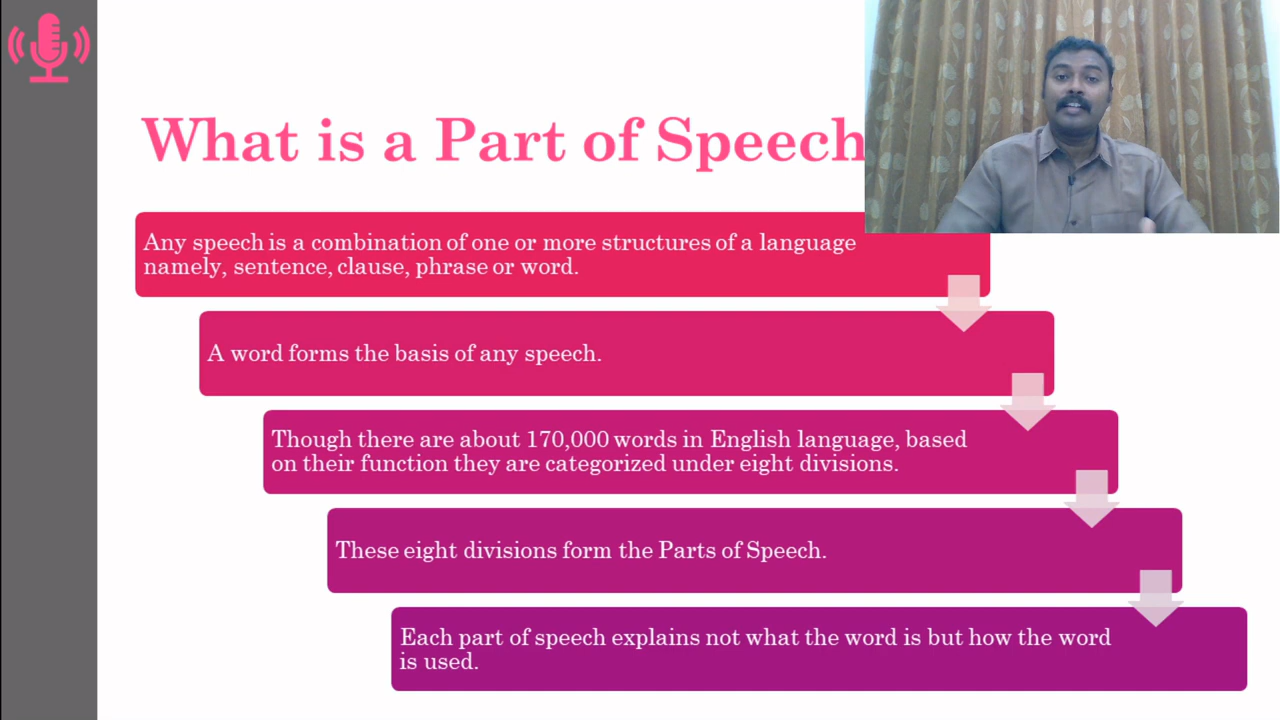 What is a Part of Speech
Any speech is a combination of one or more structures of a language
namely, sentence, clause, phrase or word.
A word forms the basis of any speech.
Though there are about 170,000 words in English language, based
on their function they are categorized under eight divisions.
These eight divisions form the Parts of Speech.
Each part of speech explains not what the word is but how the word
is used.